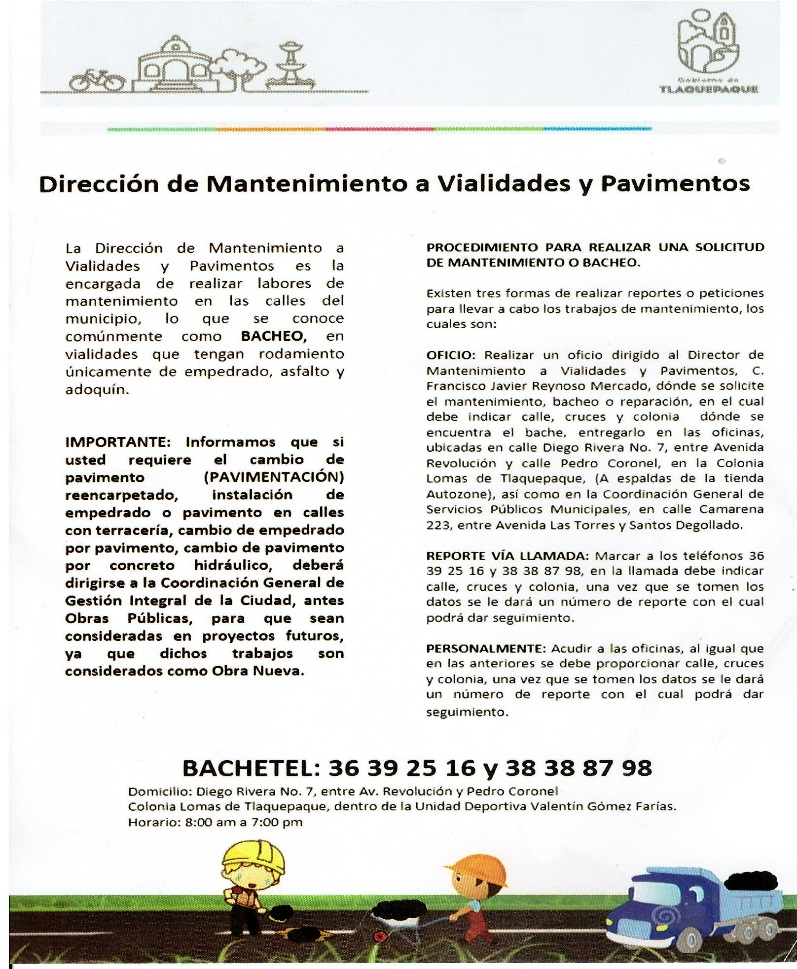 Gobierno de
TLAQUEPAQUE
Dirección de Mantenimiento a Vialidades y Pavimentos
La Dirección de Mantenimiento a
Vialidades y Pavimentos es la
encargada de realizar labores de
mantenimiento en las calles del
municipio, lo que se conoce
comúnmente como BACHEO, en
vialidades que tengan rodamiento
únicamente de empedrado, asfalto y
adoquín.
IMPORTANTE: Informamos que si
usted requiere el cambio de
pavimento (PAVIMENTACIÓN)
reencarpetado, instalación de
empedrado o pavimento en calles
con terracería, cambio de empedrado
por pavimento, cambio de pavimento
por concreto hidráulico, deberá
dirigirse a la Coordinación General de
Gestión Integral de la Ciudad, antes
Obras Públicas, para que sean
consideradas en proyectos futuros,
ya que dichos trabajos son
considerados como Obra Nueva.
PROCEDIMIENTO PARA REALIZAR UNA SOLICITUD
DE MANTENIMIENTO O BACHEO.
Existen tres formas de realizar reportes o peticiones
para llevar a cabo los trabajos de mantenimiento, los
cuales son:
OFICIO: Realizar un oficio dirigido al Director de
Mantenimiento a Vialidades y Pavimentos, C.
Francisco Javier Reynoso Mercado, dónde se solicite
el mantenimiento, bacheo o reparación, en el cual
debe indicar calle, cruces y colonia dónde se
encuentra el bache, entregarlo en las oficinas,
ubicadas en calle Diego Rivera No. 7, entre Avenida
Revolución y calle Pedro Coronel, en la Colonia
Lomas de Tlaquepaque, (A espaldas de la tienda
Autozone), así como en la Coordinación General de
Servicios Públicos Municipales, en calle Camarena
223, entre Avenida Las Torres y Santos Degollado.
REPORTE VÍA LLAMADA: Marcar a los teléfonos 36
39 25 16 y 38 38 87 98, en la llamada debe indicar
calle, cruces y colonia, una vez que se tomen los
datos se le dará un número de reporte con el cual
podrá dar seguimiento.
PERSONALMENTE: Acudir a las oficinas, al igual que
en las anteriores se debe proporcionar calle, cruces
y colonia, una vez que se tomen los datos se le dará
un número de reporte con el cual podrá dar
seguimiento.
BACHETEL: 36 39 25 16 y 38 38 87 98
Domicilio: Diego Rivera No. 7, entre Av. Revolución y Pedro Coronel
Colonia Lomas de Tlaquepaque, dentro de la Unidad Deportiva Valentín Gómez Farías.
Horario: 8:00 am a 7:00 pm